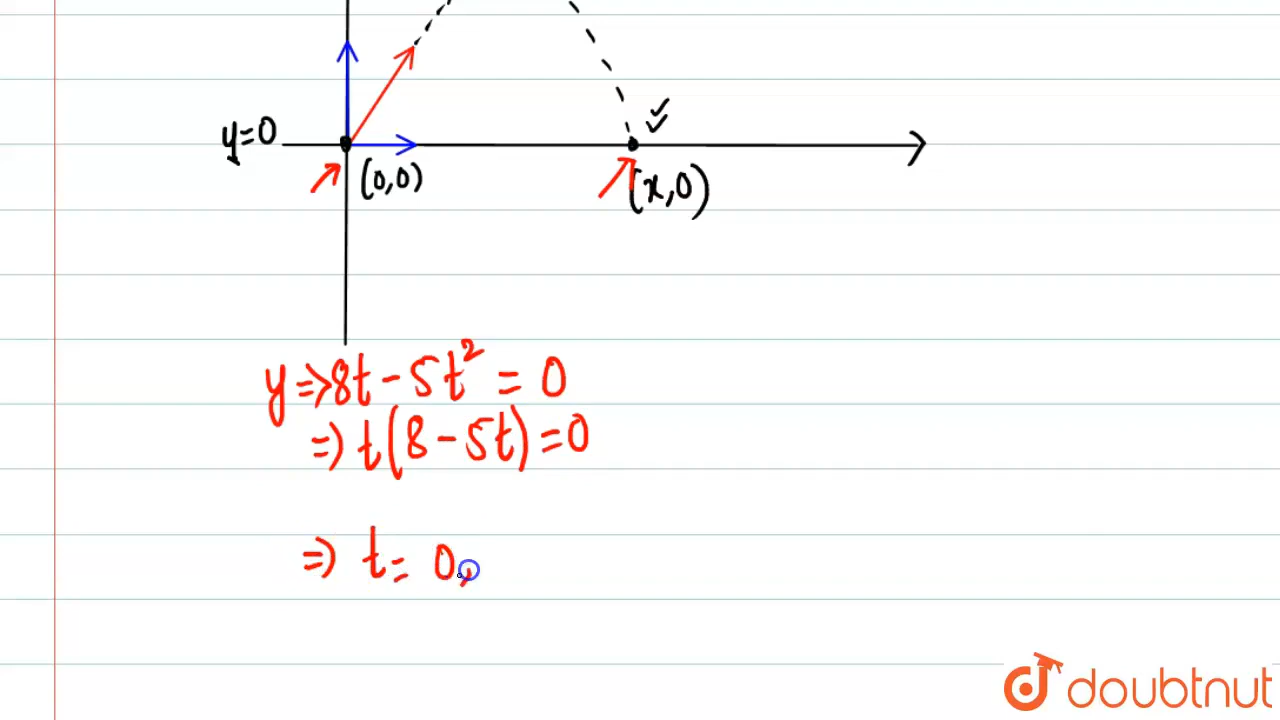 y=0
(0,0)
(x,0)
y⇒8t-5t²=0
⇒t(8-5t)=0
⇒ t= 0,
doubtnut